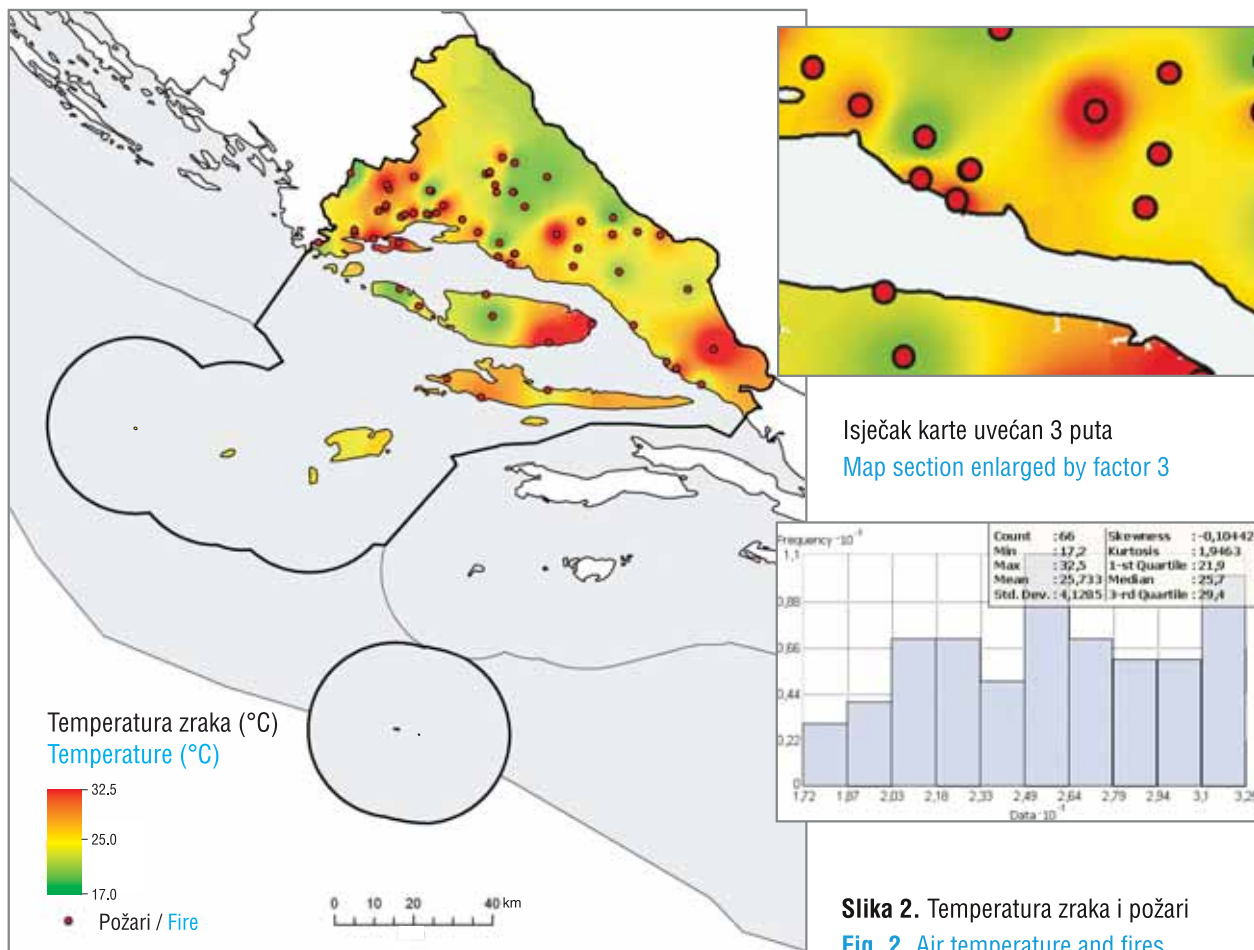 Isječak karte uvećan 3 puta
Map section enlarged by factor 3
Frequency · 10⁻¹
1,1
0,88
0,66
0,44
0,22
0
1,72 1,87 2,03 2,18 2,33 2,49 2,64 2,79 2,94 3,1
Data · 10⁻¹
Count : 66 Skewness : -0,10442
Min : 17,2 Kurtosis : 1,9463
Max : 32,5 1-st Quartile : 21,9
Mean : 25,733 Median : 25,7
Std. Dev. : 4,1285 3-rd Quartile : 29,4
Temperatura zraka (°C)
Temperature (°C)
32.5
25.0
17.0
Požari / Fire
0 10 20 40 km
Slika 2. Temperatura zraka i požari
Fig. 2. Air temperature and fires